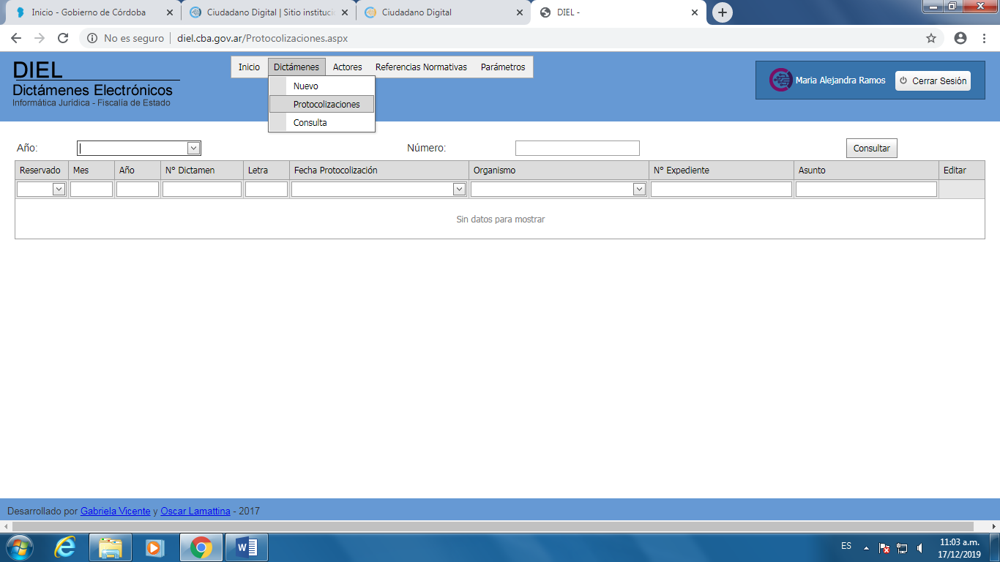 Inicio - Gobierno de Córdoba
Ciudadano Digital | Sitio instituci
Ciudadano Digital
DIEL -
No es seguro | diel.cba.gov.ar/Protocolizaciones.aspx
DIEL
Dictámenes Electrónicos
Informática Jurídica - Fiscalía de Estado
Inicio Dictámenes Actores Referencias Normativas Parámetros
Nuevo
Protocolizaciones
Consulta
Maria Alejandra Ramos Cerrar Sesión
Año: Número: Consultar
Reservado Mes Año N° Dictamen Letra Fecha Protocolización Organismo N° Expediente Asunto Editar
Sin datos para mostrar
Desarrollado por Gabriela Vicente y Oscar Lamattina - 2017
ES
11:03 a.m.
17/12/2019